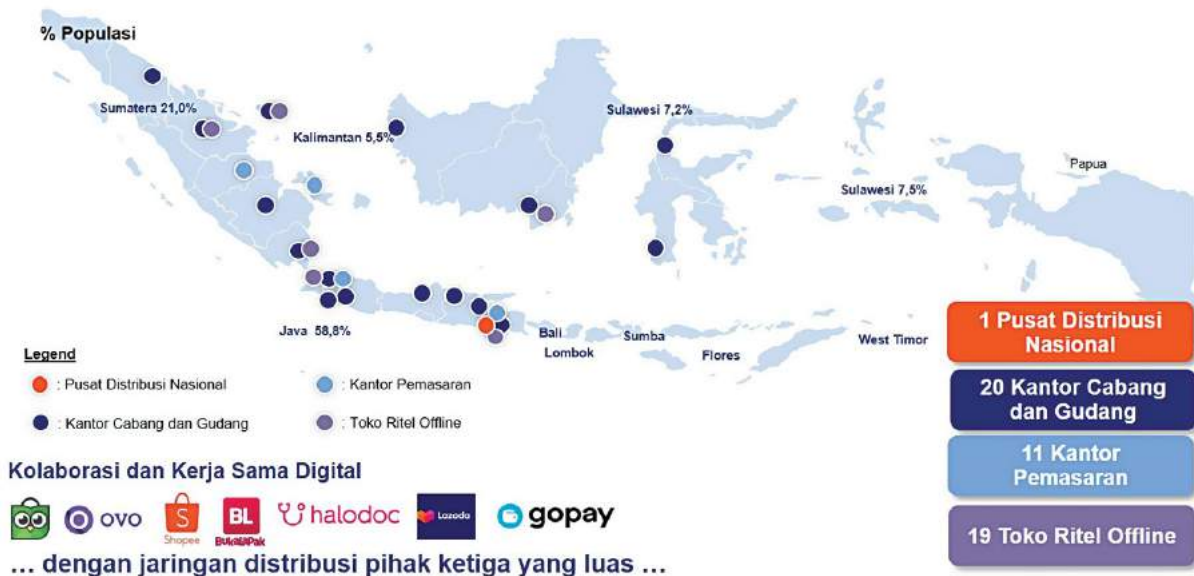 % Populasi
Sumatera 21,0%
Kalimantan 5,5%
Sulawesi 7,2%
Papua
Sulawesi 7,5%
Java 58,8%
Bali
Lombok
Sumba
Flores
West Timor
Legend
: Pusat Distribusi Nasional
: Kantor Pemasaran
: Kantor Cabang dan Gudang
: Toko Ritel Offline
1 Pusat Distribusi
Nasional
20 Kantor Cabang
dan Gudang
11 Kantor
Pemasaran
19 Toko Ritel Offline
Kolaborasi dan Kerja Sama Digital
OVO
S
Shopee
BL
BukaLapak
halodoc
Lazada
gopay
... dengan jaringan distribusi pihak ketiga yang luas ...